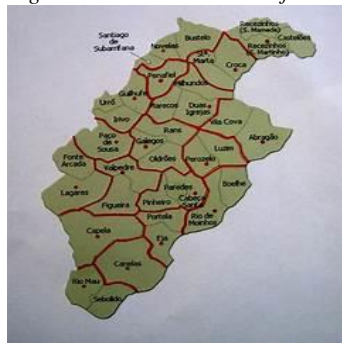 Santiago
de
Subarrifana
Novelas
Bustelo
Recezinhos
(S. Mamede)
Castelões
Recezinhos
(S. Martinho)
Sta
Marta
Croca
Penafiel
Milhundos
Guilhufe
Urrô
Marecos
Duas
Igrejas
Vila Cova
Irivo
Rans
Abragão
Paço
de
Sousa
Galegos
Luzim
Fonte
Arcada
Oldrões
Perozelo
Valpedre
Boelhe
Lagares
Paredes
Cabeça
Santa
Figueira
Pinheiro
Portela
Rio de
Moinhos
Capela
Eja
Canelas
Rio Mau
Sebolido